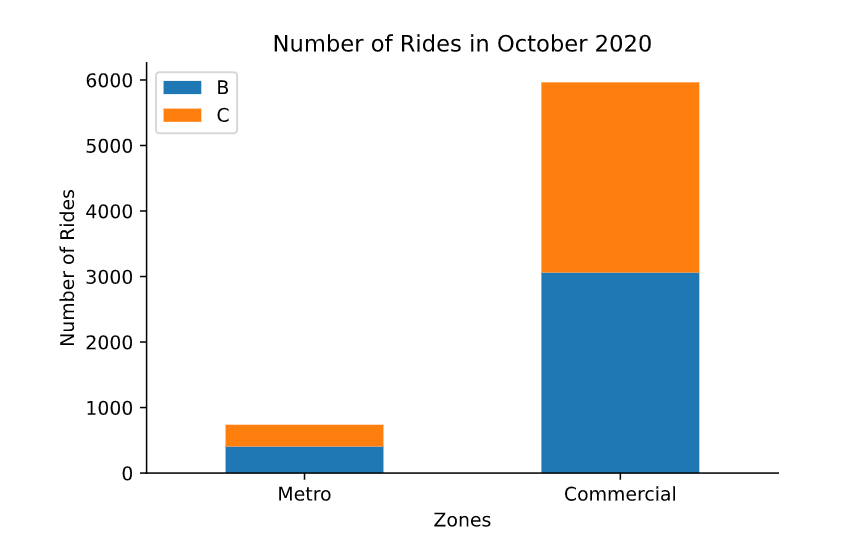 Number of Rides in October 2020
B
C
Number of Rides
6000
5000
4000
3000
2000
1000
0
Metro
Commercial
Zones